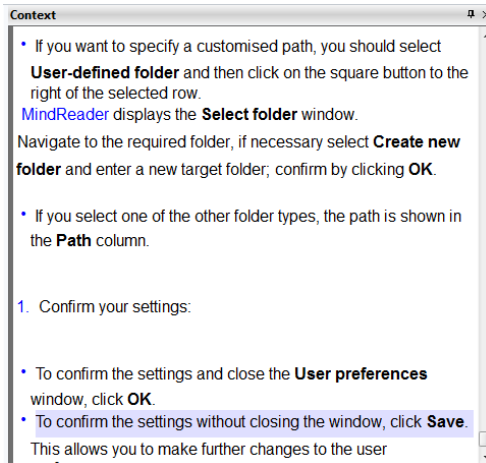 Context
• If you want to specify a customised path, you should select
User-defined folder and then click on the square button to the
right of the selected row.
MindReader displays the Select folder window.
Navigate to the required folder, if necessary select Create new
folder and enter a new target folder; confirm by clicking OK.
• If you select one of the other folder types, the path is shown in
the Path column.
1. Confirm your settings:
• To confirm the settings and close the User preferences
window, click OK.
• To confirm the settings without closing the window, click Save.
This allows you to make further changes to the user